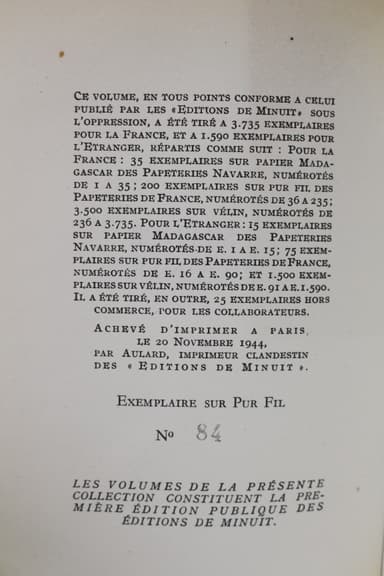 Ce volume, en tous points conforme a celui
publié par les «Editions de Minuit» sous
l'oppression, a été tiré a 3.735 exemplaires
pour la France, et a 1.590 exemplaires pour
l'Etranger, répartis comme suit : Pour la
France : 35 exemplaires sur papier Mada-
gascar des Papeteries Navarre, numérotés
de 1 a 35 ; 200 exemplaires sur pur fil des
Papeteries de France, numérotés de 36 a 235 ;
3.500 exemplaires sur vélin, numérotés de
236 a 3.735. Pour l'Etranger : 15 exemplaires
sur papier Madagascar des Papeteries
Navarre, numérotés de E. 1 a E. 15 ; 75 exem-
plaires sur pur fil des Papeteries de France,
numérotés de E. 16 a E. 90 ; et 1.500 exem-
plaires sur vélin, numérotés de E. 91 a E. 1.590.
Il a été tiré, en outre, 25 exemplaires hors
commerce, pour les collaborateurs.
Achevé d'imprimer a Paris,
le 20 Novembre 1944,
par Aulard, imprimeur clandestin
des « Editions de Minuit ».
Exemplaire sur Pur Fil
No 84
LES VOLUMES DE LA PRÉSENTE
COLLECTION CONSTITUENT LA PRE-
MIÈRE ÉDITION PUBLIQUE DES
ÉDITIONS DE MINUIT.